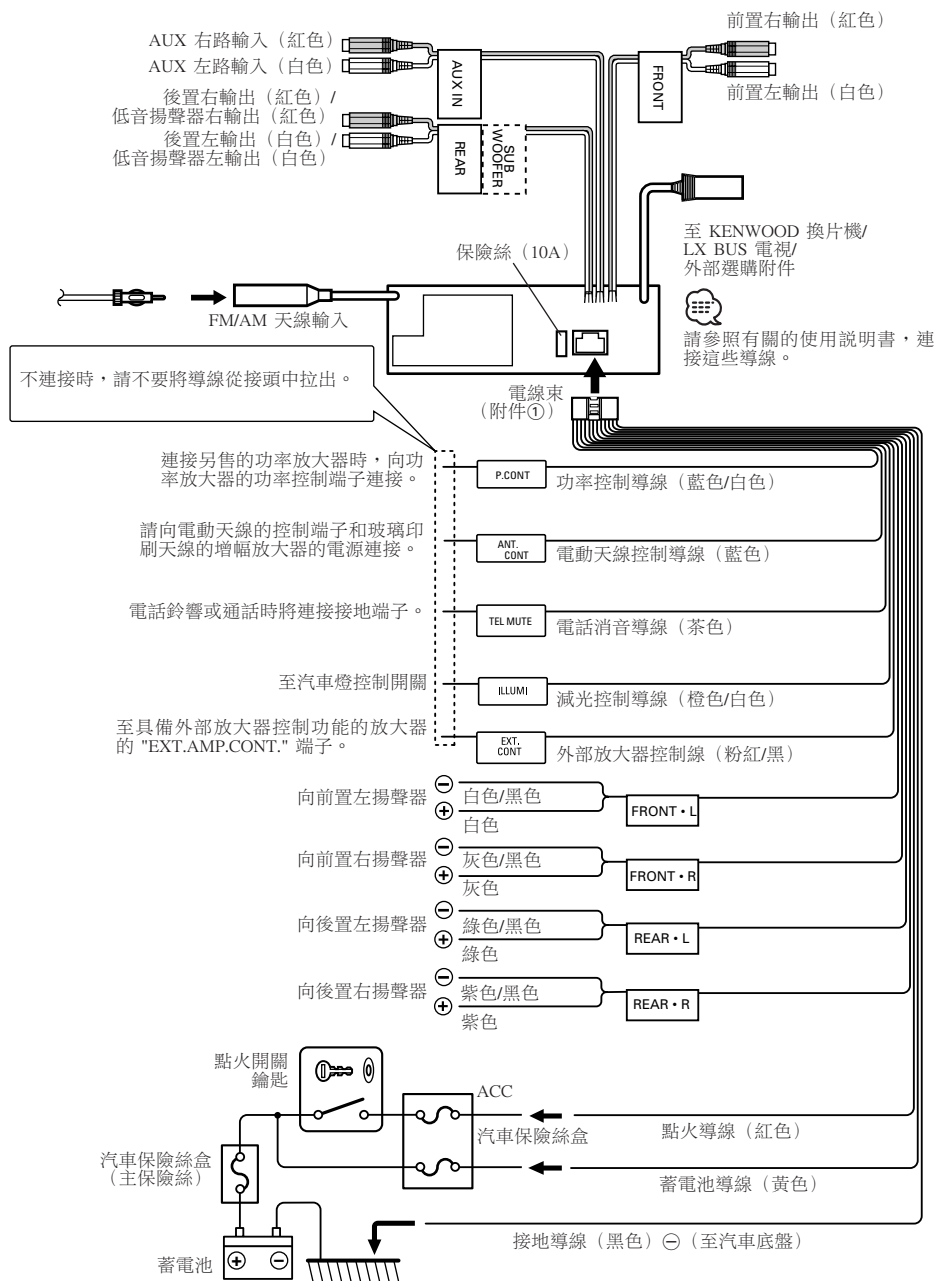 前置右輸出（紅色）
AUX 右路輸入（紅色）
AUX 左路輸入（白色）
AUX IN
FRONT
前置左輸出（白色）
後置右輸出（紅色）/
低音揚聲器右輸出（紅色）
後置左輸出（白色）/
低音揚聲器左輸出（白色）
REAR
SUB
WOOFER
至 KENWOOD 換片機/
LX BUS 電視/
外部選購附件
保險絲（10A）
FM/AM 天線輸入
請參照有關的使用説明書，連
接這些導線。
不連接時，請不要將導線從接頭中拉出。
電線束
（附件①）
連接另售的功率放大器時，向功
率放大器的功率控制端子連接。
P.CONT
功率控制導線（藍色/白色）
請向電動天線的控制端子和玻璃印
刷天線的增幅放大器的電源連接。
ANT.
CONT
電動天線控制導線（藍色）
電話鈴響或通話時將連接接地端子。
TEL MUTE
電話消音導線（茶色）
至汽車燈控制開關
ILLUMI
減光控制導線（橙色/白色）
至具備外部放大器控制功能的放大器
的 "EXT.AMP.CONT." 端子。
EXT.
CONT
外部放大器控制線（粉紅/黑）
向前置左揚聲器
⊖
白色/黑色
⊕
白色
FRONT • L
向前置右揚聲器
⊖
灰色/黑色
⊕
灰色
FRONT • R
向後置左揚聲器
⊖
綠色/黑色
⊕
綠色
REAR • L
向後置右揚聲器
⊖
紫色/黑色
⊕
紫色
REAR • R
點火開關
鑰匙
ACC
汽車保險絲盒
點火導線（紅色）
汽車保險絲盒
（主保險絲）
蓄電池導線（黃色）
接地導線（黑色）⊖（至汽車底盤）
蓄電池
⊕ ⊖